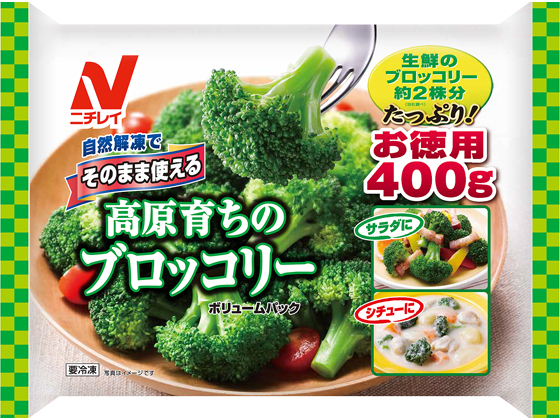 ニチレイ
自然解凍で
そのまま使える
高原育ちの
ブロッコリー
ボリュームパック
生鮮の
ブロッコリー
約2株分
たっぷり!
お徳用
400g
サラダに
シチューに
要冷凍
写真はイメージです